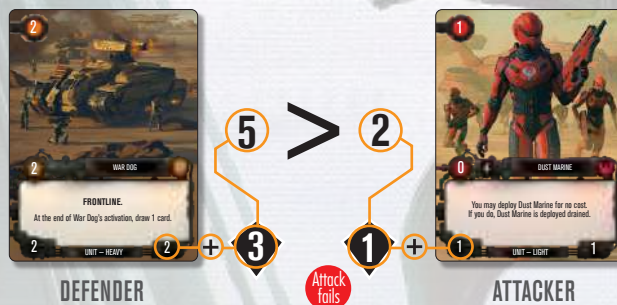 2
1
5 > 2
2 WAR DOG
0 DUST MARINE
FRONTLINE.
At the end of War Dog's activation, draw 1 card.
You may deploy Dust Marine for no cost.
If you do, Dust Marine is deployed drained.
2 UNIT – HEAVY 2 + 3
1 + 1 UNIT – LIGHT 1
Attack
fails
DEFENDER
ATTACKER